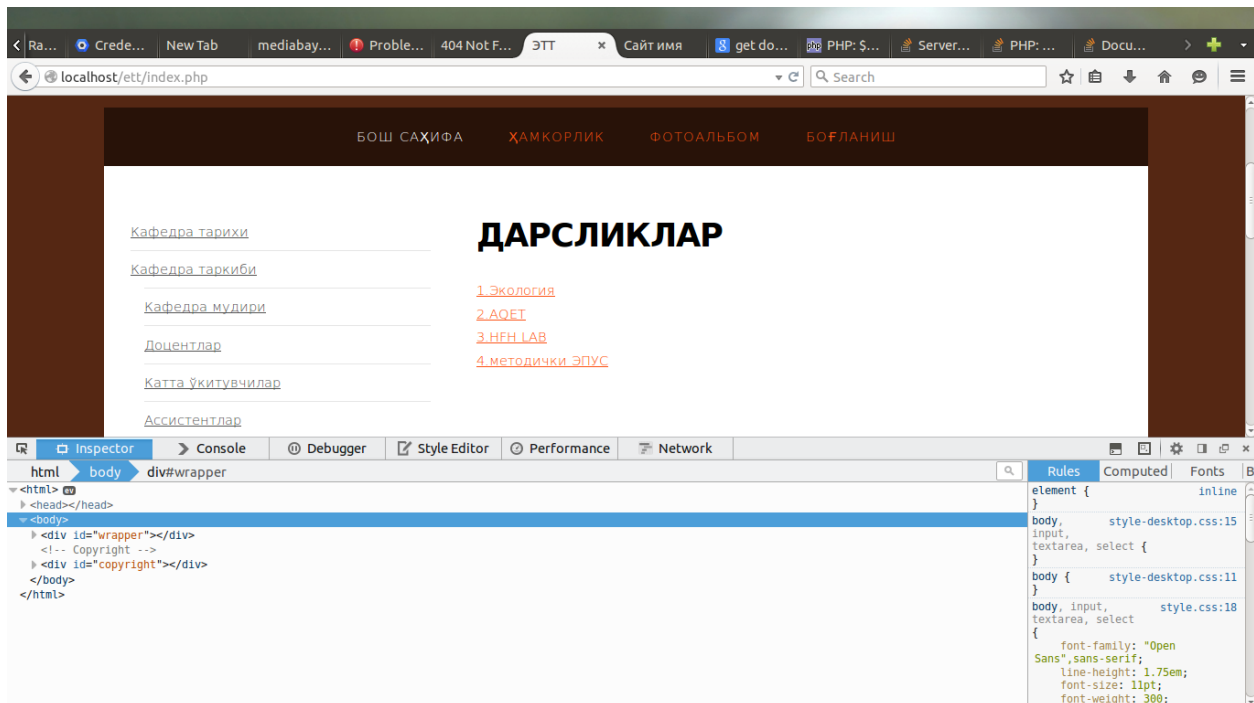 Ra... Crede... New Tab mediabay... Proble... 404 Not F... ЭТТ × Сайт имя get do... PHP: $... Server... PHP: ... Docu...
localhost/ett/index.php Search
БОШ САҲИФА ҲАМКОРЛИК ФОТОАЛЬБОМ БОҒЛАНИШ
Кафедра тарихи
Кафедра таркиби
Кафедра мудири
Доцентлар
Катта ўкитувчилар
Ассистентлар
ДАРСЛИКЛАР
1.Экология
2.AQET
3.HFH LAB
4.методички ЭПУС
Inspector Console Debugger Style Editor Performance Network
html body div#wrapper
<html> ev
<head></head>
<body>
<div id="wrapper"></div>
<!-- Copyright -->
<div id="copyright"></div>
</body>
</html>
Rules Computed Fonts B
element { inline
}
body, style-desktop.css:15
input,
textarea, select {
}
body { style-desktop.css:11
}
body, input, style.css:18
textarea, select
{
font-family: "Open
Sans",sans-serif;
line-height: 1.75em;
font-size: 11pt;
font-weight: 300;